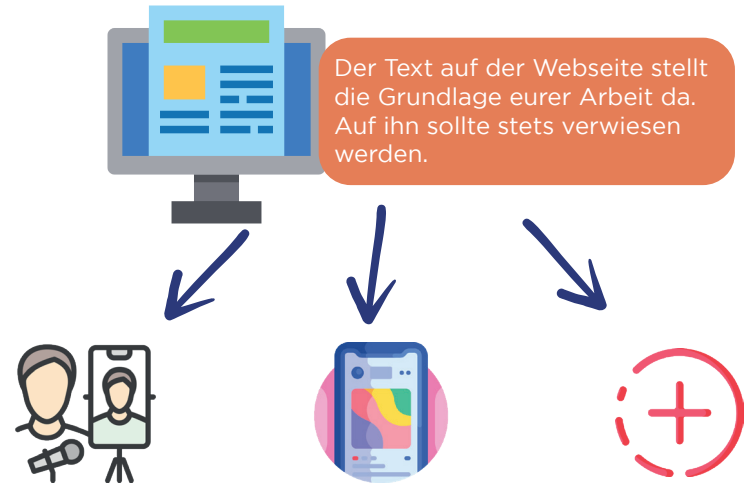 Der Text auf der Webseite stellt
die Grundlage eurer Arbeit da.
Auf ihn sollte stets verwiesen
werden.